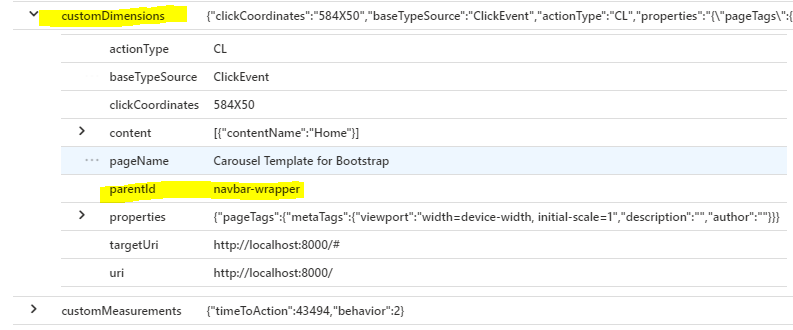 customDimensions {"clickCoordinates":"584X50","baseTypeSource":"ClickEvent","actionType":"CL","properties":"{\"pageTags\":{
actionType CL
baseTypeSource ClickEvent
clickCoordinates 584X50
content [{"contentName":"Home"}]
··· pageName Carousel Template for Bootstrap
parentId navbar-wrapper
properties {"pageTags":{"metaTags":{"viewport":"width=device-width, initial-scale=1","description":"","author":""}}}
targetUri http://localhost:8000/#
uri http://localhost:8000/
customMeasurements {"timeToAction":43494,"behavior":2}